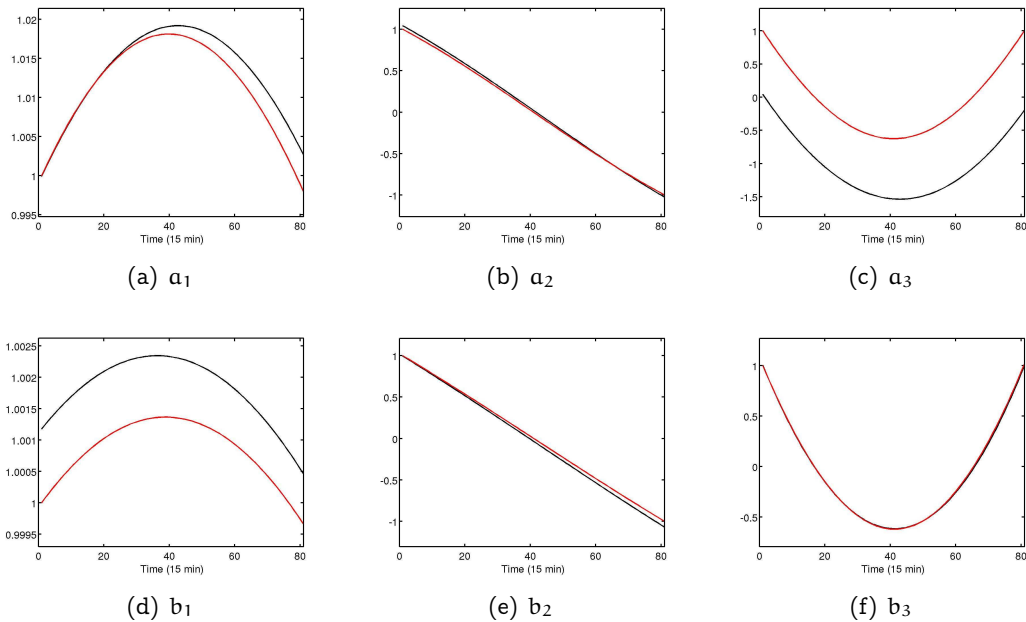 1.02
1.015
1.01
1.005
1
0.995
0 20 40 60 80
Time (15 min)
(a) a₁
1
0.5
0
-0.5
-1
0 20 40 60 80
Time (15 min)
(b) a₂
1
0.5
0
-0.5
-1
-1.5
0 20 40 60 80
Time (15 min)
(c) a₃
1.0025
1.002
1.0015
1.001
1.0005
1
0.9995
0 20 40 60 80
Time (15 min)
(d) b₁
1
0.5
0
-0.5
-1
0 20 40 60 80
Time (15 min)
(e) b₂
1
0.5
0
-0.5
0 20 40 60 80
Time (15 min)
(f) b₃